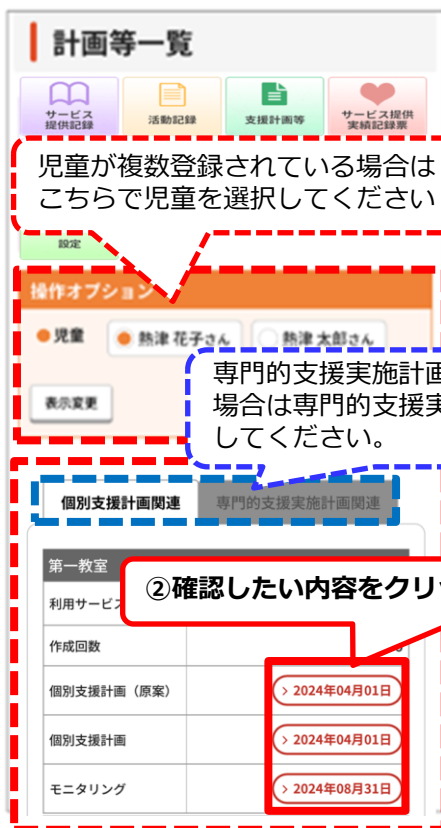 計画等一覧
サービス
提供記録
活動記録
支援計画等
サービス提供
実績記録票
児童が複数登録されている場合は
こちらで児童を選択してください
設定
操作オプション
●児童 熱津 花子さん 熱津 太郎さん
専門的支援実施計画
場合は専門的支援実
してください。
表示変更
個別支援計画関連 専門的支援実施計画関連
第一教室
②確認したい内容をクリッ
利用サービス
作成回数
個別支援計画（原案） > 2024年04月01日
個別支援計画 > 2024年04月01日
モニタリング > 2024年08月31日